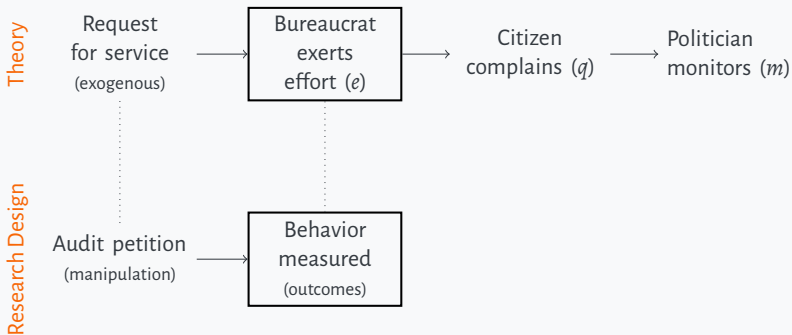 Theory
Request
for service
(exogenous)
Bureaucrat
exerts
effort (e)
Citizen
complains (q)
Politician
monitors (m)
Research Design
Audit petition
(manipulation)
Behavior
measured
(outcomes)